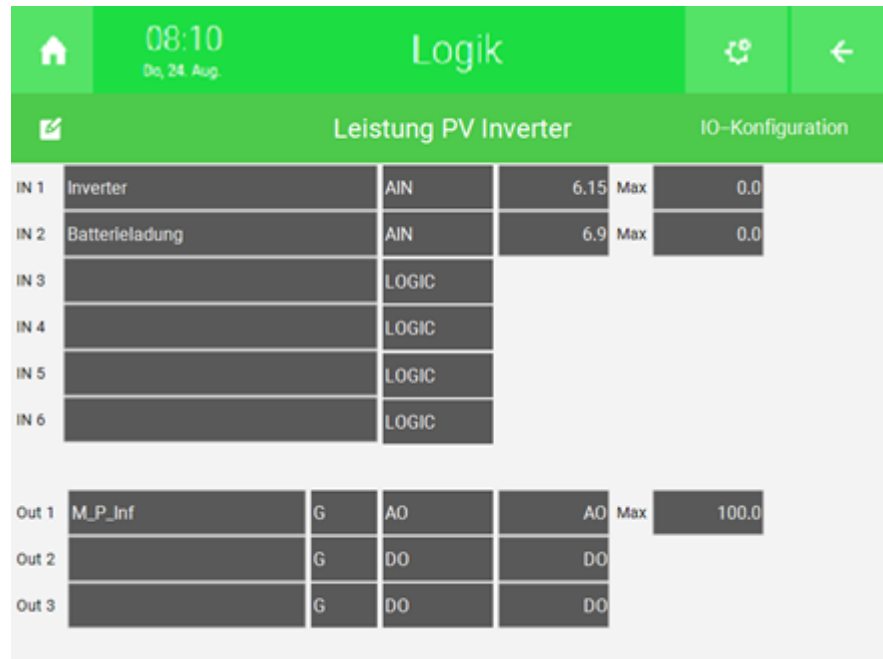 08:10 Logik
Do, 24. Aug.
Leistung PV Inverter IO-Konfiguration
IN 1 Inverter AIN 6.15 Max 0.0
IN 2 Batterieladung AIN 6.9 Max 0.0
IN 3 LOGIC
IN 4 LOGIC
IN 5 LOGIC
IN 6 LOGIC
Out 1 M_P_Inf G AO AO Max 100.0
Out 2 G DO DO
Out 3 G DO DO